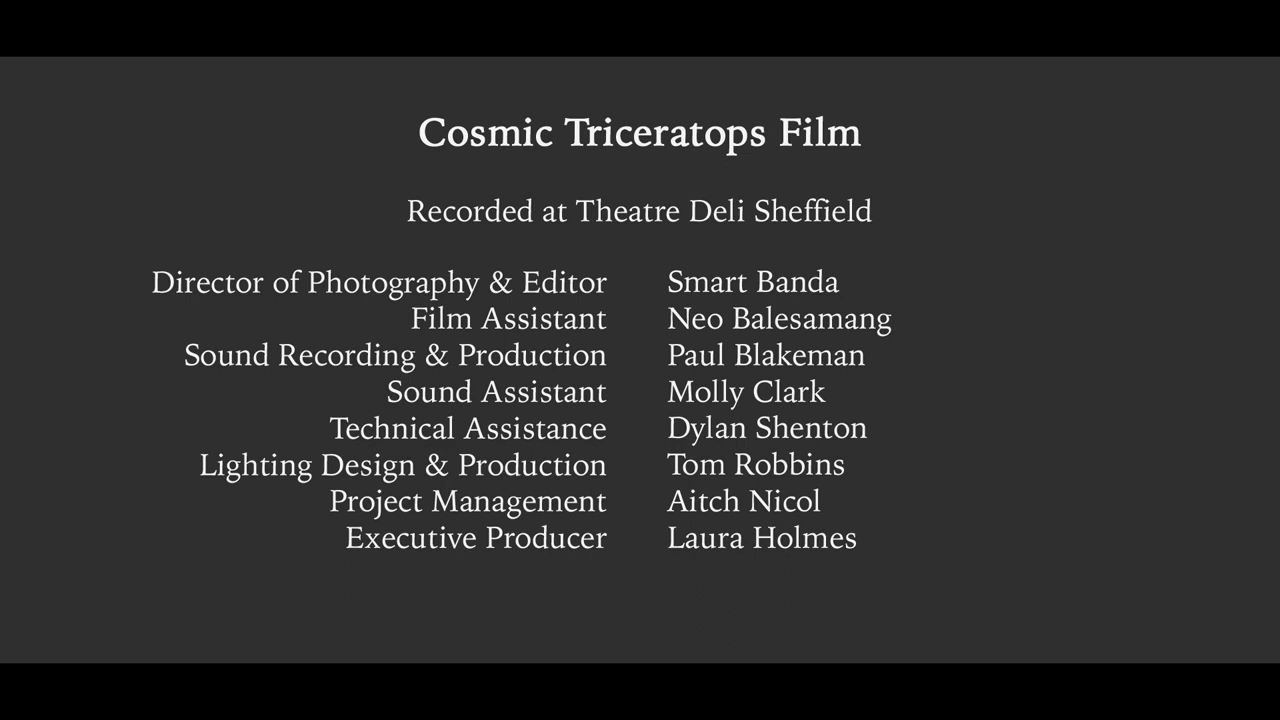 Cosmic Triceratops Film
Recorded at Theatre Deli Sheffield
Director of Photography & Editor Smart Banda
Film Assistant Neo Balesamang
Sound Recording & Production Paul Blakeman
Sound Assistant Molly Clark
Technical Assistance Dylan Shenton
Lighting Design & Production Tom Robbins
Project Management Aitch Nicol
Executive Producer Laura Holmes